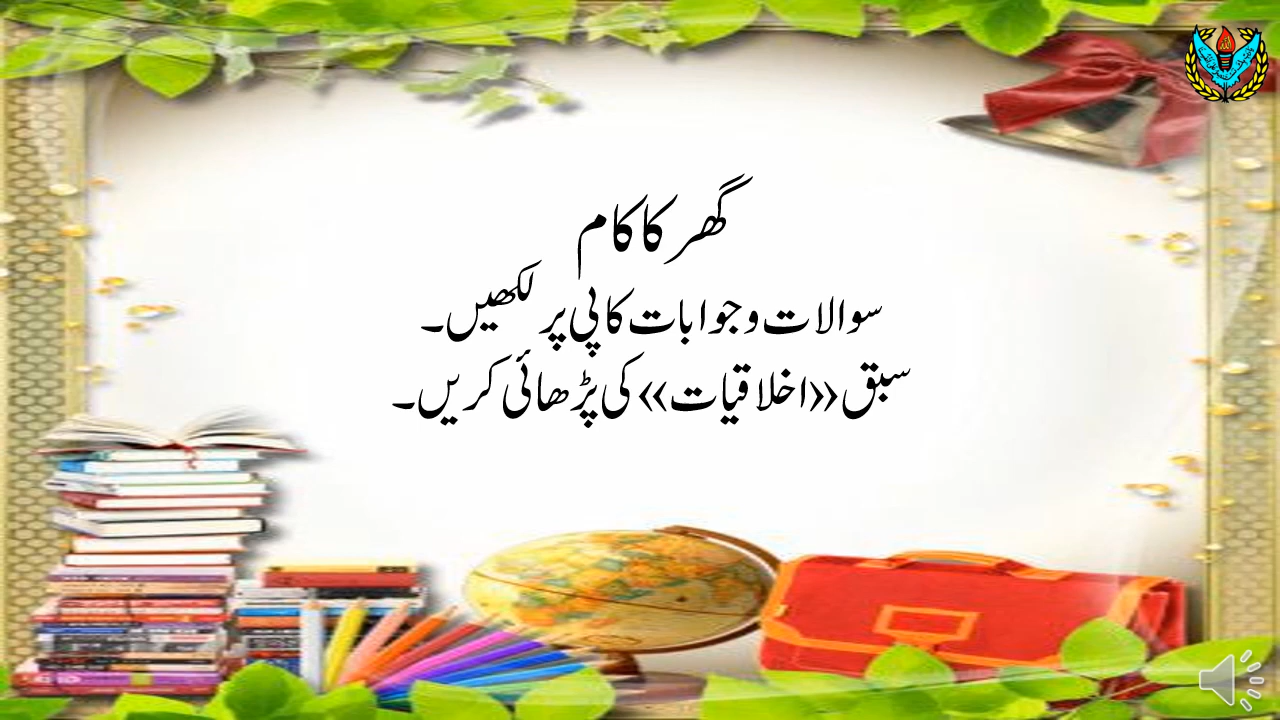 گھر کا کام
سوالات و جوابات کاپی پر لکھیں۔
سبق «اخلاقیات» کی پڑھائی کریں۔